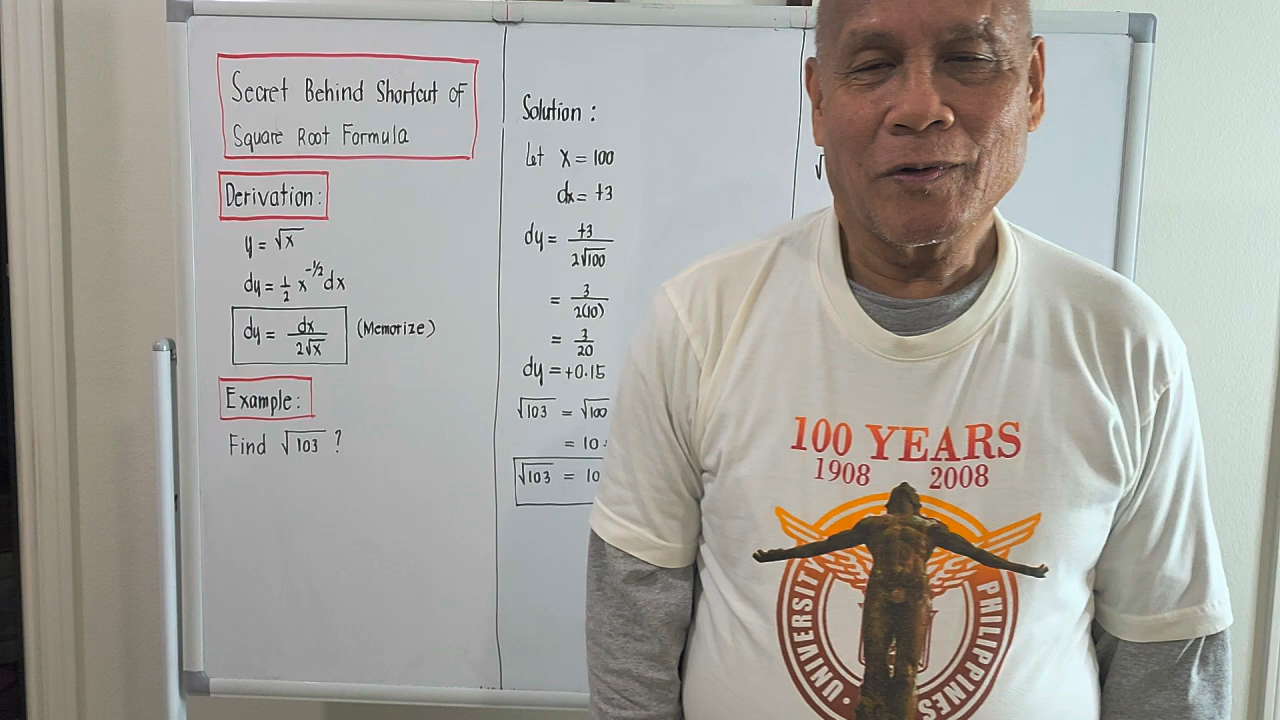 Secret Behind Shortcut of
Square Root Formula
Derivation:
y = √x
dy = 1/2 x^-1/2 dx
dy = dx/2√x (Memorize)
Example:
Find √103 ?
Solution:
Let x = 100
dx = +3
dy = +3/2√100
= 3/2(10)
= 3/20
dy = +0.15
√103 = √100
= 10.
√103 = 10
√
100 YEARS
1908 2008
UNIVERSITY
PHILIPPINES